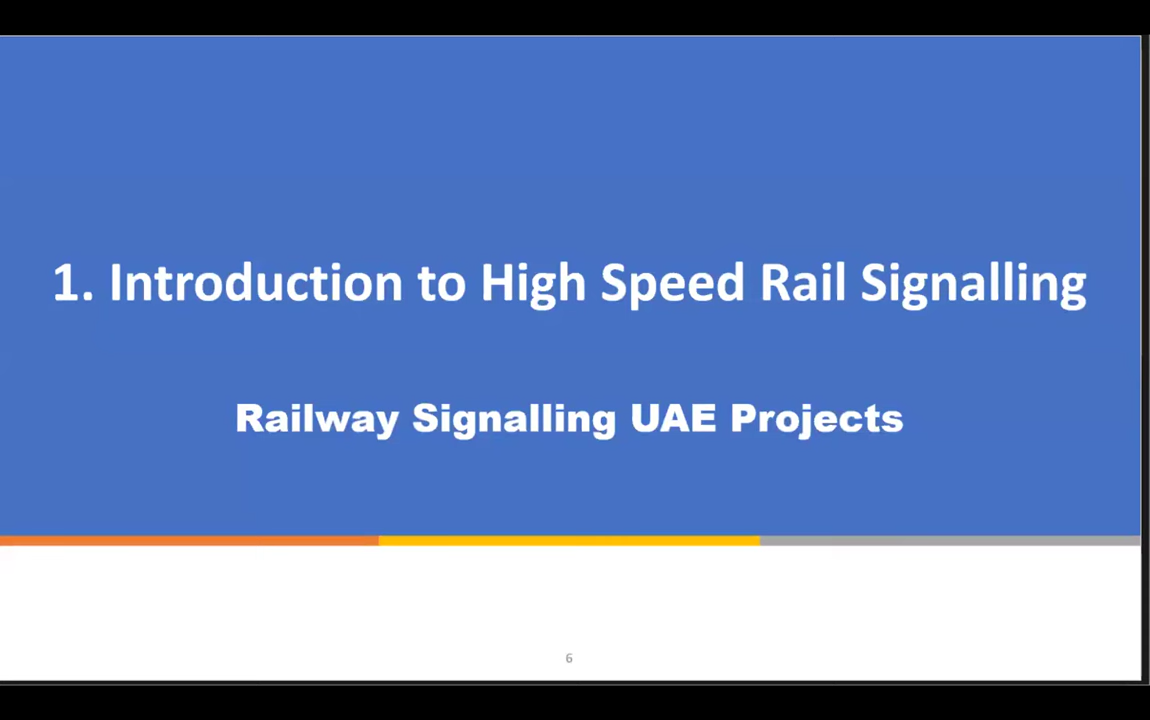 1. Introduction to High Speed Rail Signalling
Railway Signalling UAE Projects
6